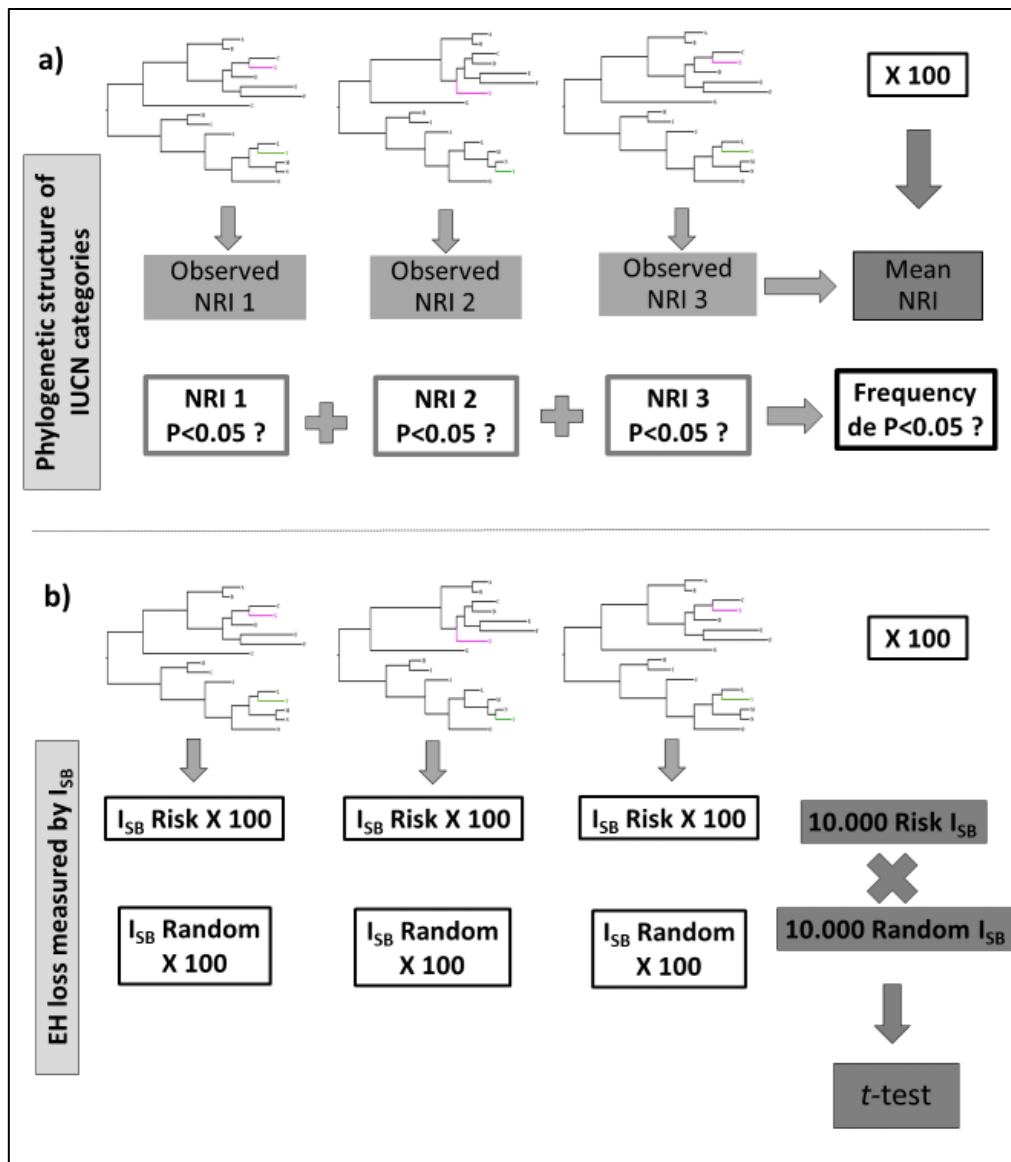 a)
X 100
Phylogenetic structure of
IUCN categories
Observed
NRI 1
Observed
NRI 2
Observed
NRI 3
Mean
NRI
NRI 1
P<0.05 ?
NRI 2
P<0.05 ?
NRI 3
P<0.05 ?
Frequency
de P<0.05 ?
b)
X 100
EH loss measured by ISB
ISB Risk X 100
ISB Risk X 100
ISB Risk X 100
10.000 Risk ISB
ISB Random
X 100
ISB Random
X 100
ISB Random
X 100
10.000 Random ISB
t-test